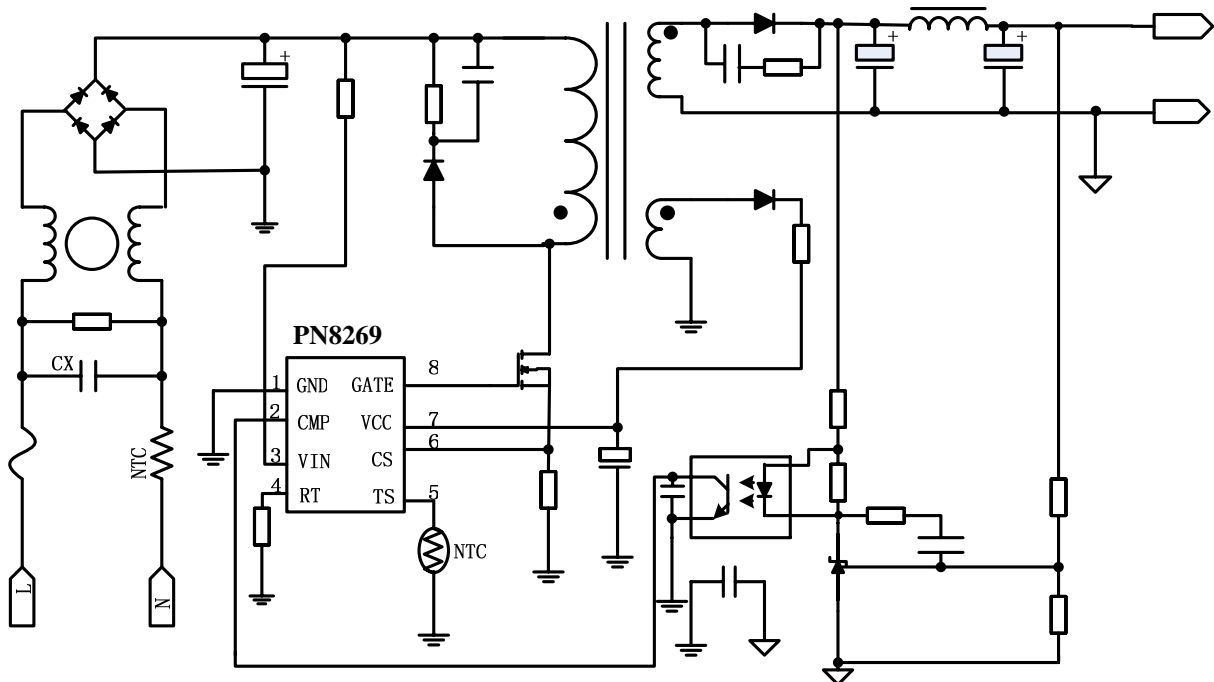 +
+
+
PN8269
CX
1
GND
GATE
8
2
CMP
VCC
7
3
VIN
CS
6
4
RT
TS
5
NTC
NTC
L
N